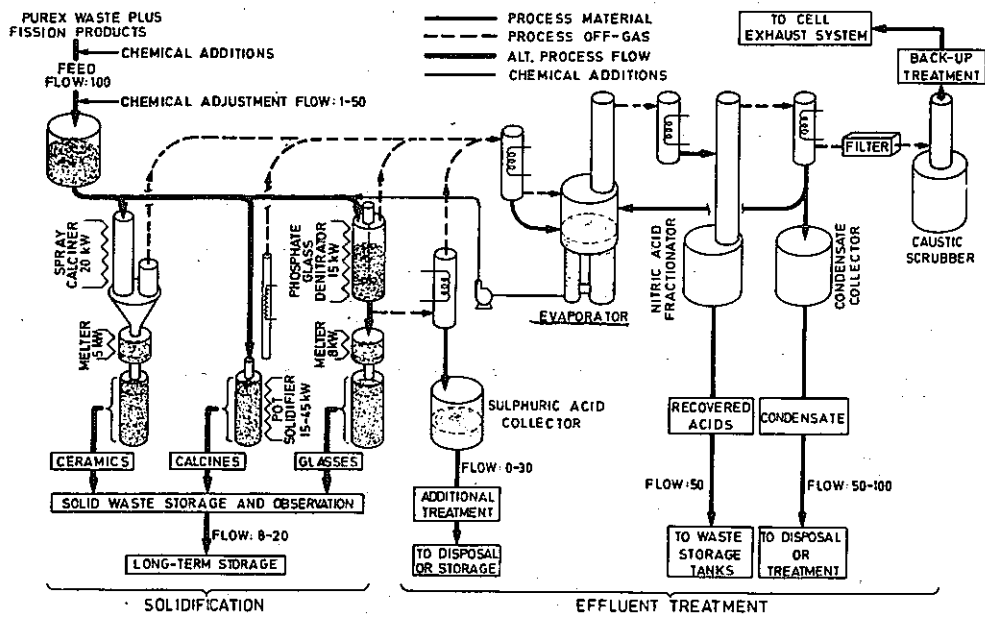 PUREX WASTE PLUS
FISSION PRODUCTS
CHEMICAL ADDITIONS
FEED
FLOW:100
CHEMICAL ADJUSTMENT FLOW: 1-50
PROCESS MATERIAL
PROCESS OFF-GAS
ALT. PROCESS FLOW
CHEMICAL ADDITIONS
TO CELL
EXHAUST SYSTEM
BACK-UP
TREATMENT
FILTER
CAUSTIC
SCRUBBER
SPRAY
CALCINER
20 kW
MELTER
5 kW
POT
SOLIDIFIER
15-45 kW
PHOSPHATE
GLASS
DENITRATOR
15 kW
MELTER
8 kW
EVAPORATOR
NITRIC ACID
FRACTIONATOR
CONDENSATE
COLLECTOR
SULPHURIC ACID
COLLECTOR
CERAMICS
CALCINES
GLASSES
SOLID WASTE STORAGE AND OBSERVATION
FLOW: 8-20
LONG-TERM STORAGE
FLOW: 0-30
ADDITIONAL
TREATMENT
TO DISPOSAL
OR STORAGE
RECOVERED
ACIDS
FLOW: 50
TO WASTE
STORAGE
TANKS
CONDENSATE
FLOW: 50-100
TO DISPOSAL
OR
TREATMENT
SOLIDIFICATION
EFFLUENT TREATMENT